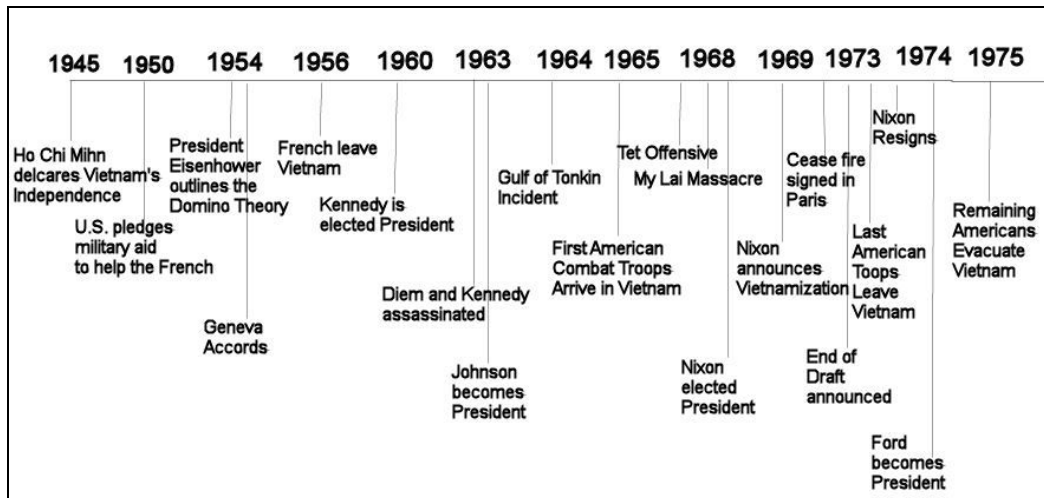 1945 1950 1954 1956 1960 1963 1964 1965 1968 1969 1973 1974 1975
Ho Chi Mihn
delcares Vietnam's
Independence
U.S. pledges
military aid
to help the French
President
Eisenhower
outlines the
Domino Theory
Geneva
Accords
French leave
Vietnam
Kennedy is
elected President
Diem and Kennedy
assassinated
Johnson
becomes
President
Gulf of Tonkin
Incident
First American
Combat Troops
Arrive in Vietnam
Tet Offensive
My Lai Massacre
Nixon
elected
President
Nixon
announces
Vietnamization
Cease fire
signed in
Paris
End of
Draft
announced
Last
American
Toops
Leave
Vietnam
Nixon
Resigns
Ford
becomes
President
Remaining
Americans
Evacuate
Vietnam